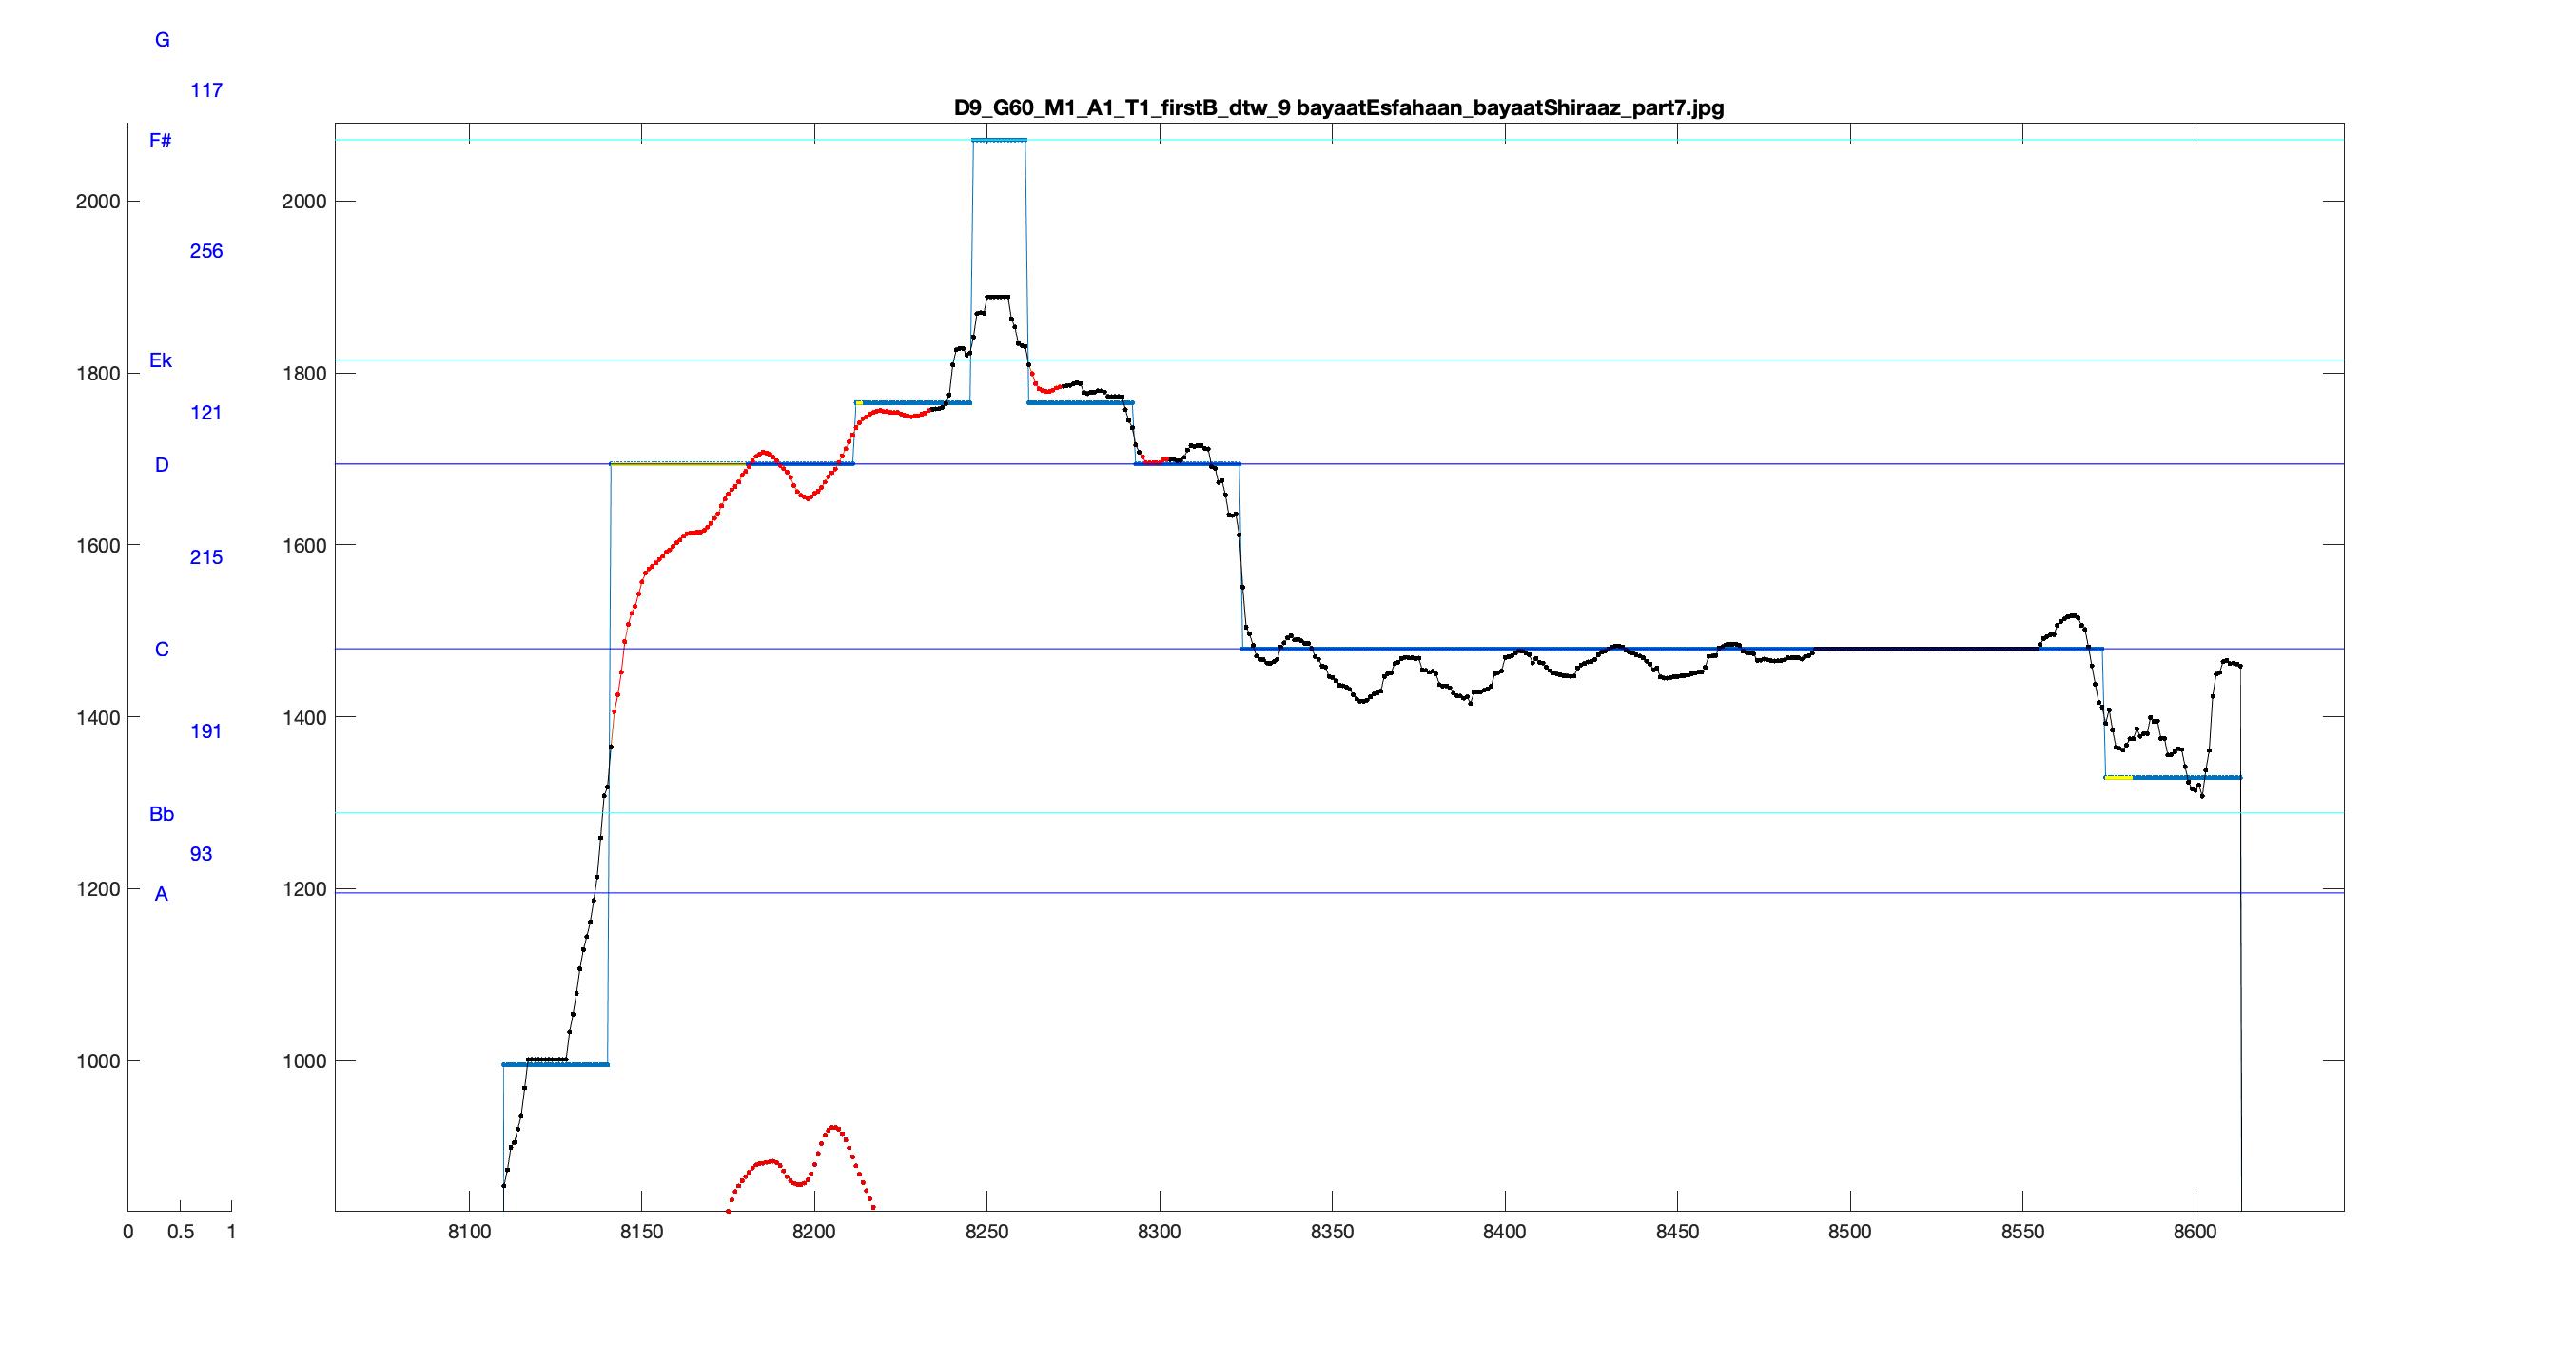 G
117
D9_G60_M1_A1_T1_firstB_dtw_9 bayaatEsfahaan_bayaatShiraaz_part7.jpg
F#
2000 2000
256
Ek
1800 1800
121
D
1600 215 1600
C
1400 191 1400
Bb
93
1200 A 1200
1000 1000
0 0.5 1 8100 8150 8200 8250 8300 8350 8400 8450 8500 8550 8600